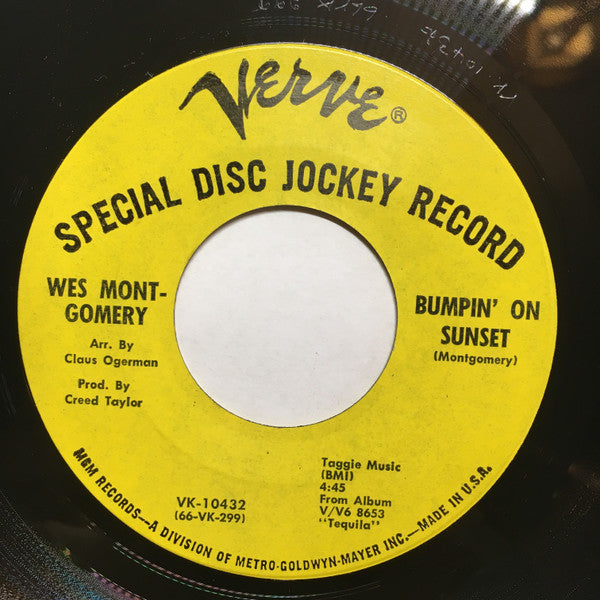 Verve®
SPECIAL DISC JOCKEY RECORD
WES MONT-
GOMERY
Arr. By
Claus Ogerman
Prod. By
Creed Taylor
BUMPIN' ON
SUNSET
(Montgomery)
Taggie Music
(BMI)
4:45
From Album
V/V6 8653
"Tequila"
VK-10432
(66-VK-299)
MGM RECORDS—A DIVISION OF METRO-GOLDWYN-MAYER INC.—MADE IN U.S.A.